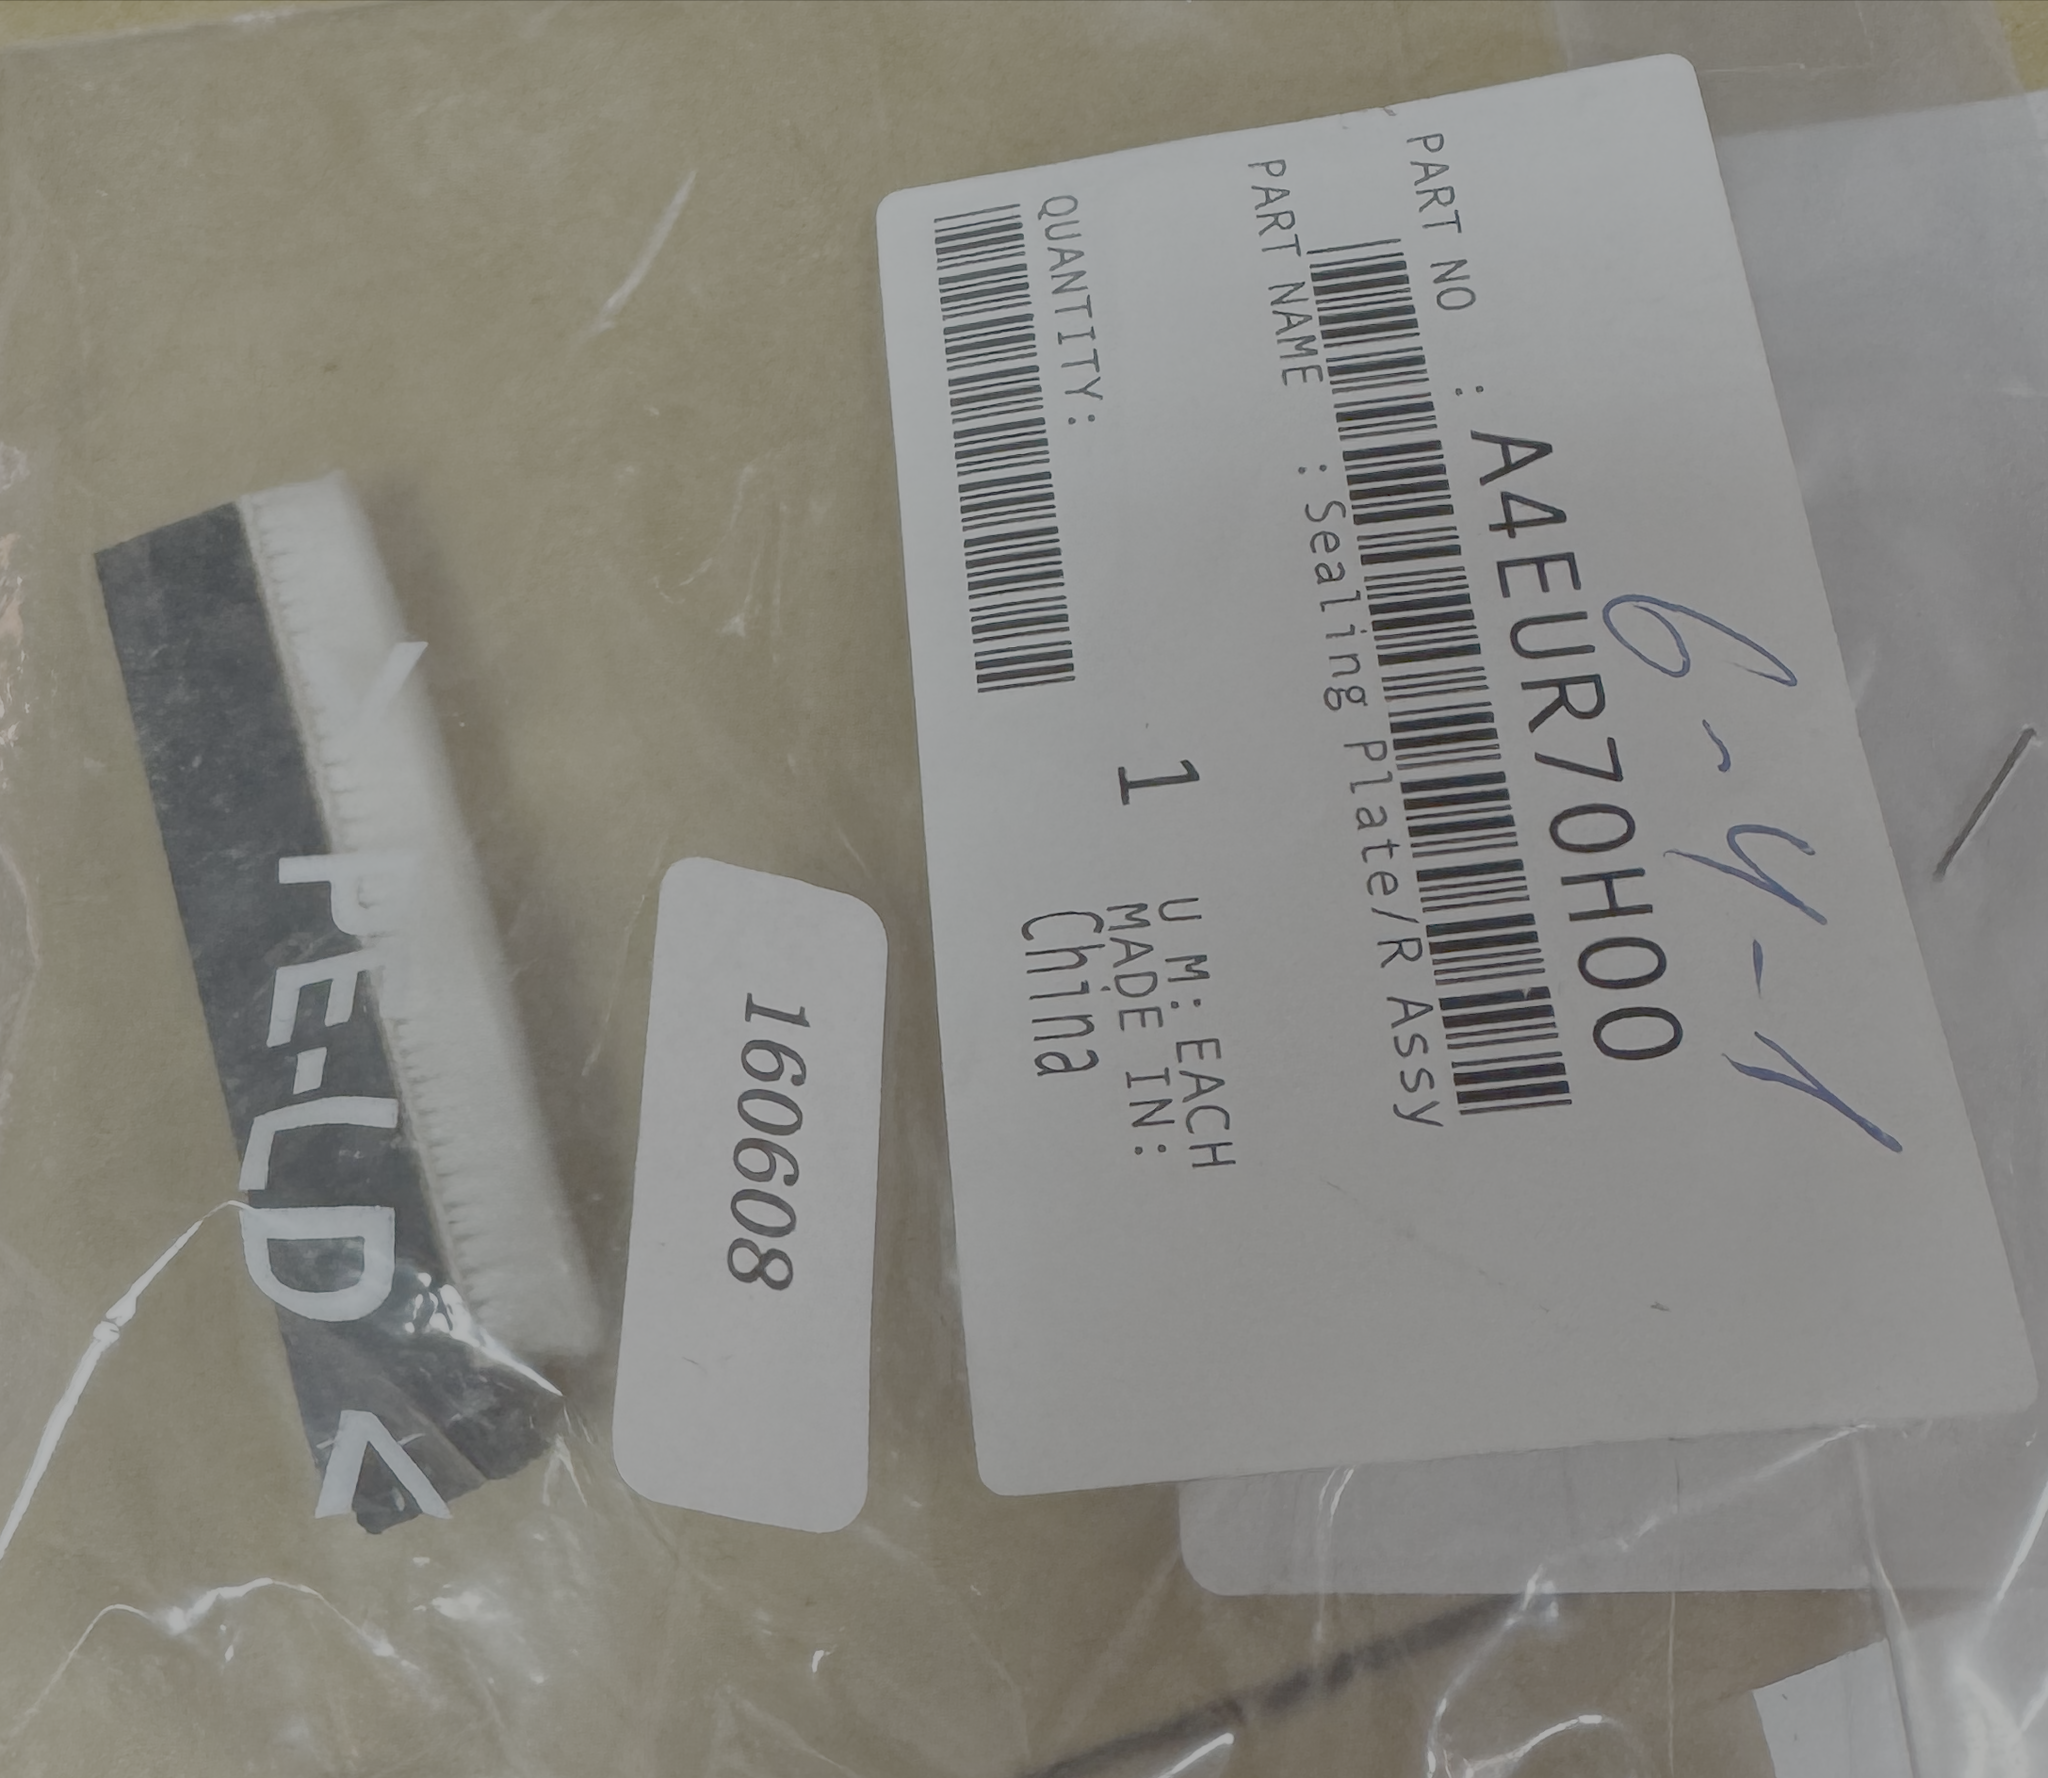 6-4-1
PART NO : A4EUR70H00
PART NAME : Sealing Plate/R Assy
QUANTITY: 1 U M: EACH
MADE IN:
China
160608
> PE-LD <